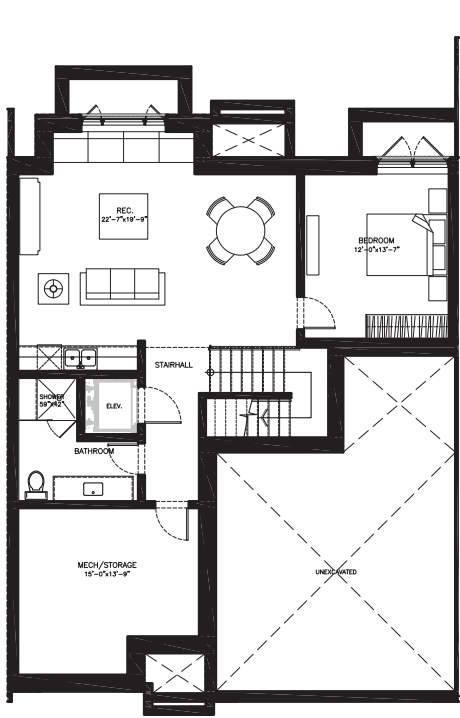 REC.
22'-7"x19'-9"
BEDROOM
12'-0"x13'-7"
STAIRHALL
SHOWER
59"x42"
ELEV.
BATHROOM
MECH/STORAGE
15'-0"x13'-9"
UNEXCAVATED